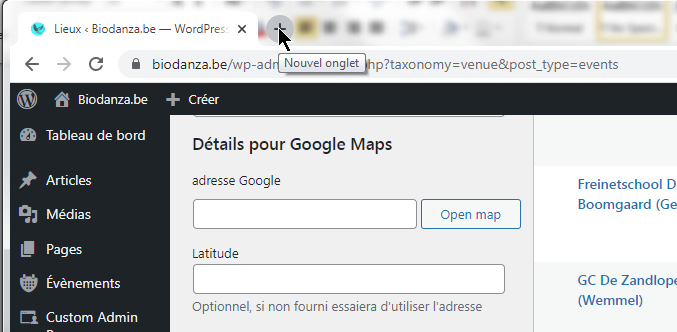 Lieux ‹ Biodanza.be — WordPress
Nouvel onglet
biodanza.be/wp-adm hp?taxonomy=venue&post_type=events
Biodanza.be
Créer
Tableau de bord
Articles
Médias
Pages
Évènements
Custom Admin
Détails pour Google Maps
adresse Google
Open map
Latitude
Optionnel, si non fourni essaiera d'utiliser l'adresse
Freinetschool D
Boomgaard (Ge
GC De Zandlope
(Wemmel)